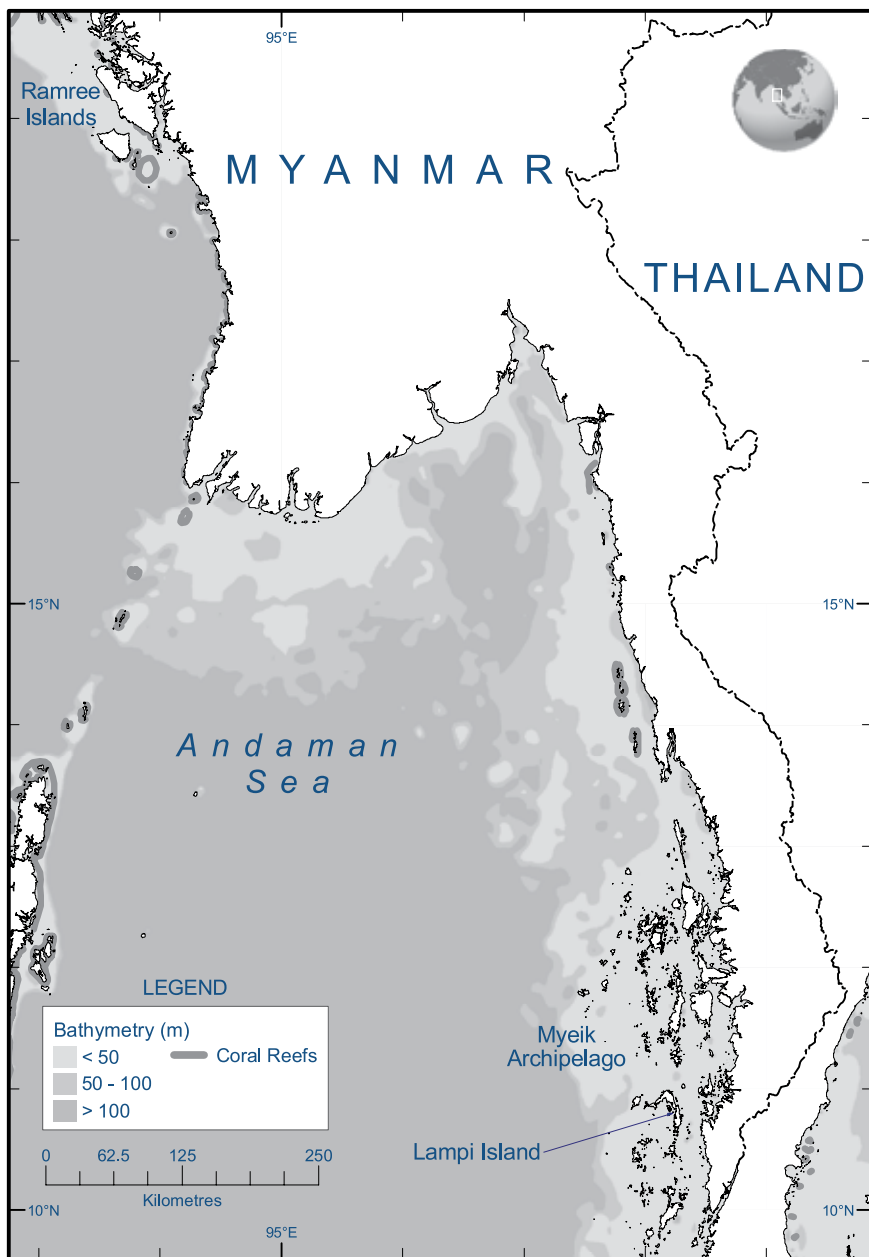 95°E
Ramree
Islands
MYANMAR
THAILAND
15°N
15°N
Andaman
Sea
LEGEND
Bathymetry (m)
< 50
Coral Reefs
50 - 100
> 100
Myeik
Archipelago
Lampi Island
0 62.5 125 250
Kilometres
10°N
10°N
95°E